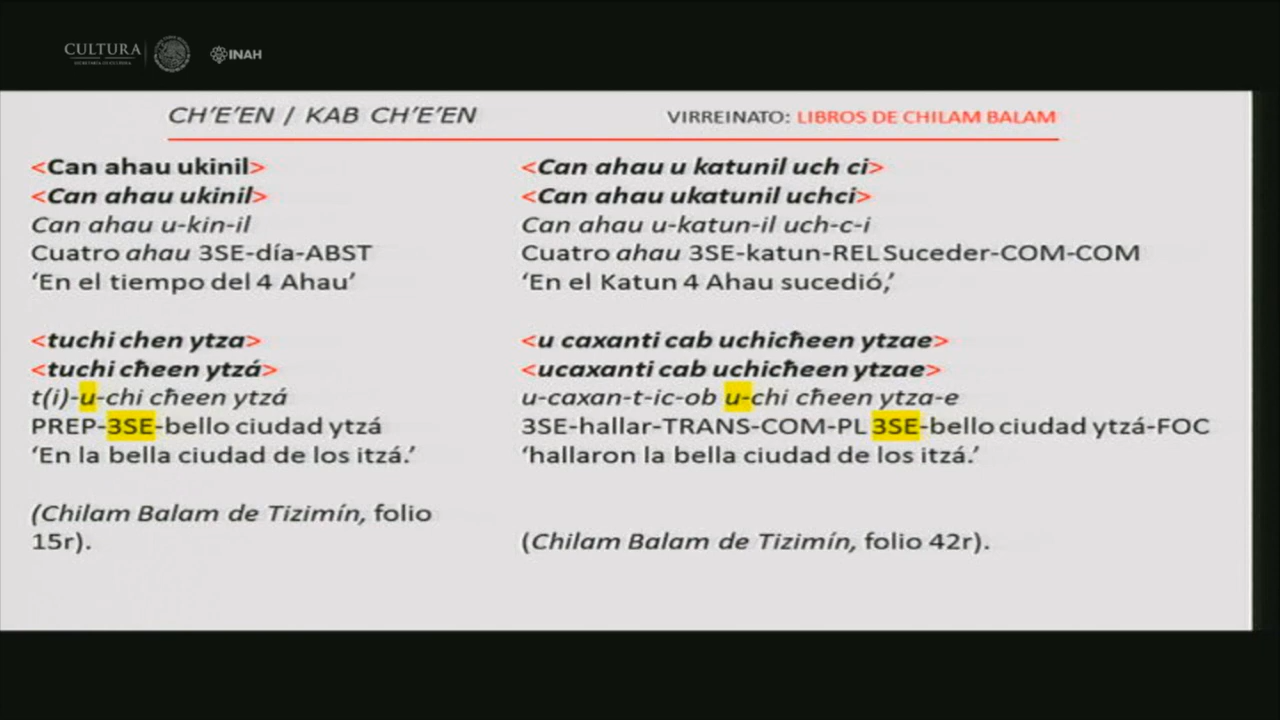 CULTURA
SECRETARÍA DE CULTURA
INAH
CH’E’EN / KAB CH’E’EN
VIRREINATO: LIBROS DE CHILAM BALAM
<Can ahau ukinil>
<Can ahau ukinil>
Can ahau u-kin-il
Cuatro ahau 3SE-día-ABST
‘En el tiempo del 4 Ahau’
<tuchi chen ytza>
<tuchi cħeen ytzá>
t(i)-u-chi cħeen ytzá
PREP-3SE-bello ciudad ytzá
‘En la bella ciudad de los itzá.’
(Chilam Balam de Tizimín, folio
15r).
<Can ahau u katunil uch ci>
<Can ahau ukatunil uchci>
Can ahau u-katun-il uch-c-i
Cuatro ahau 3SE-katun-REL Suceder-COM-COM
‘En el Katun 4 Ahau sucedió,’
<u caxanti cab uchicħeen ytzae>
<ucaxanti cab uchicħeen ytzae>
u-caxan-t-ic-ob u-chi cħeen ytza-e
3SE-hallar-TRANS-COM-PL 3SE-bello ciudad ytzá-FOC
‘hallaron la bella ciudad de los itzá.’
(Chilam Balam de Tizimín, folio 42r).